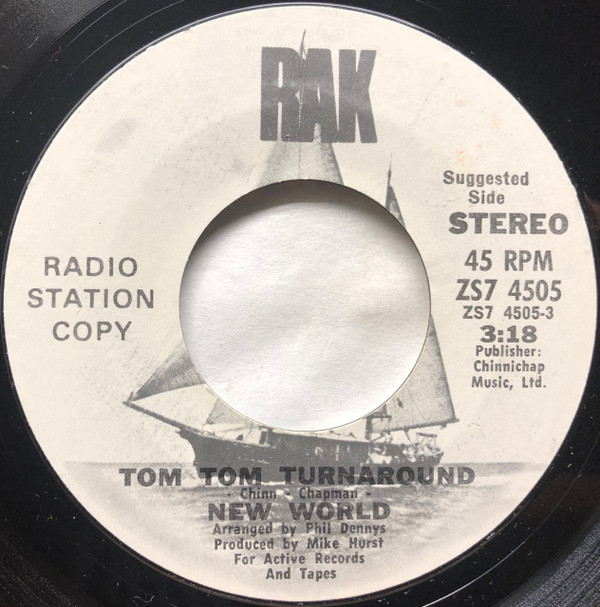 RAK
RADIO
STATION
COPY
Suggested
Side
STEREO
45 RPM
ZS7 4505
ZS7 4505-3
3:18
Publisher:
Chinnichap
Music, Ltd.
TOM TOM TURNAROUND
- Chinn - Chapman -
NEW WORLD
Arranged by Phil Dennys
Produced by Mike Hurst
For Active Records
And Tapes